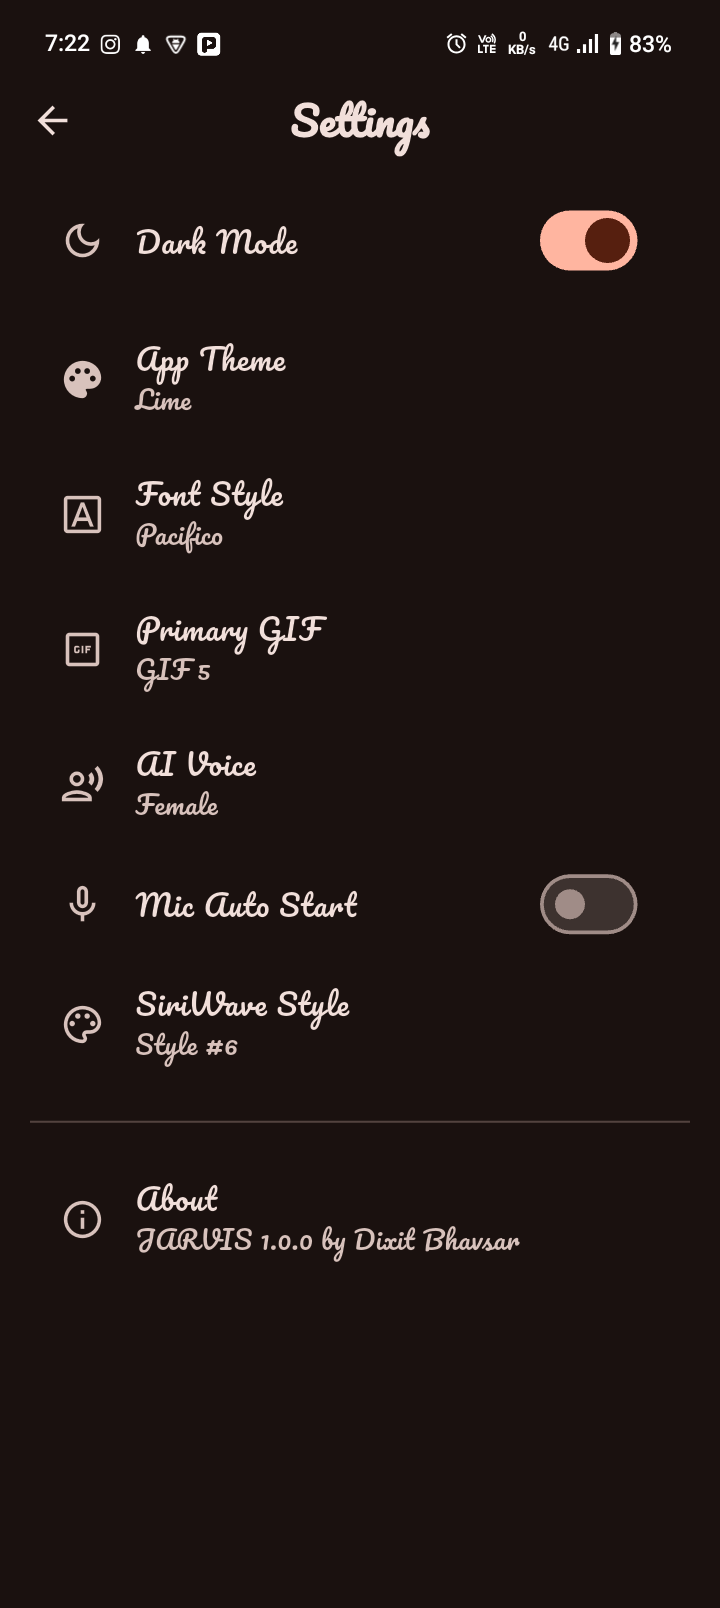 7:22
Vo)) LTE
0 KB/s
4G
83%
Settings
Dark Mode
App Theme
Lime
Font Style
Pacifico
Primary GIF
GIF
GIF 5
AI Voice
Female
Mic Auto Start
SiriWave Style
Style #6
About
JARVIS 1.0.0 by Dixit Bhavsar